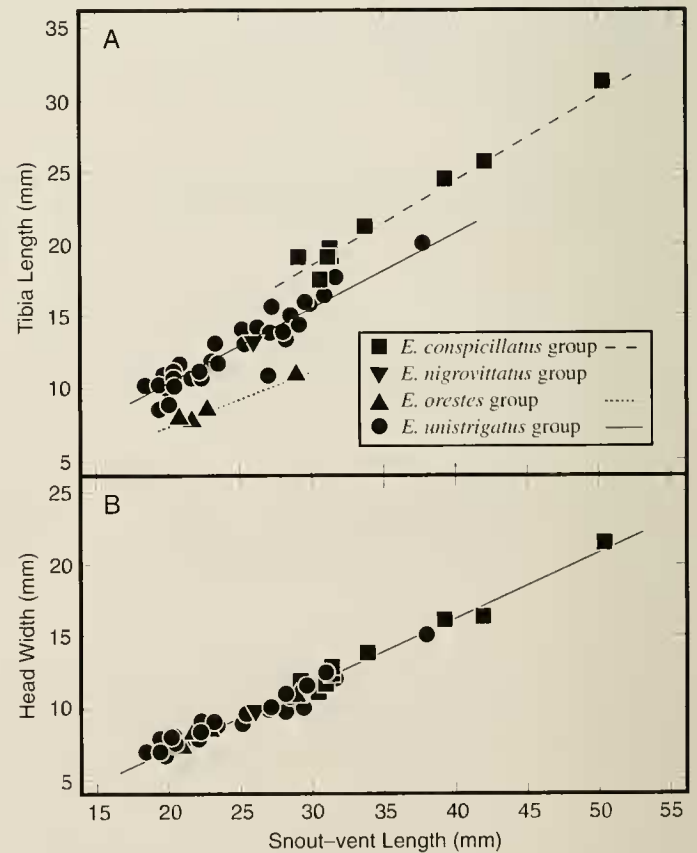 A
35
30
25
20
15
10
5
Tibia Length (mm)
E. conspicillatus group
E. nigrovittatus group
E. orestes group
E. unistrigatus group
B
25
20
15
10
5
Head Width (mm)
15 20 25 30 35 40 45 50 55
Snout–vent Length (mm)